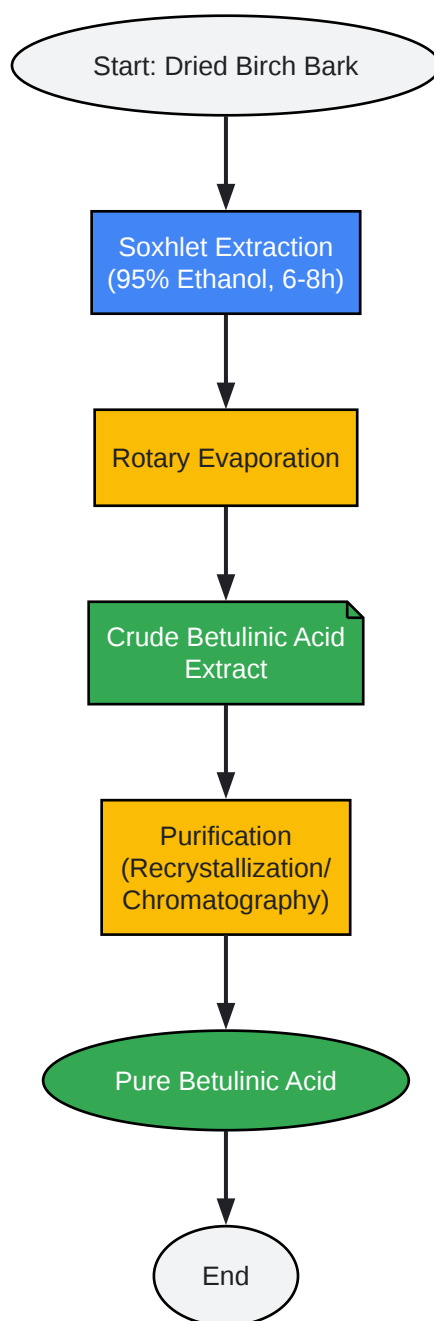 Start: Dried Birch Bark
Soxhlet Extraction
(95% Ethanol, 6-8h)
Rotary Evaporation
Crude Betulinic Acid
Extract
Purification
(Recrystallization/
Chromatography)
Pure Betulinic Acid
End